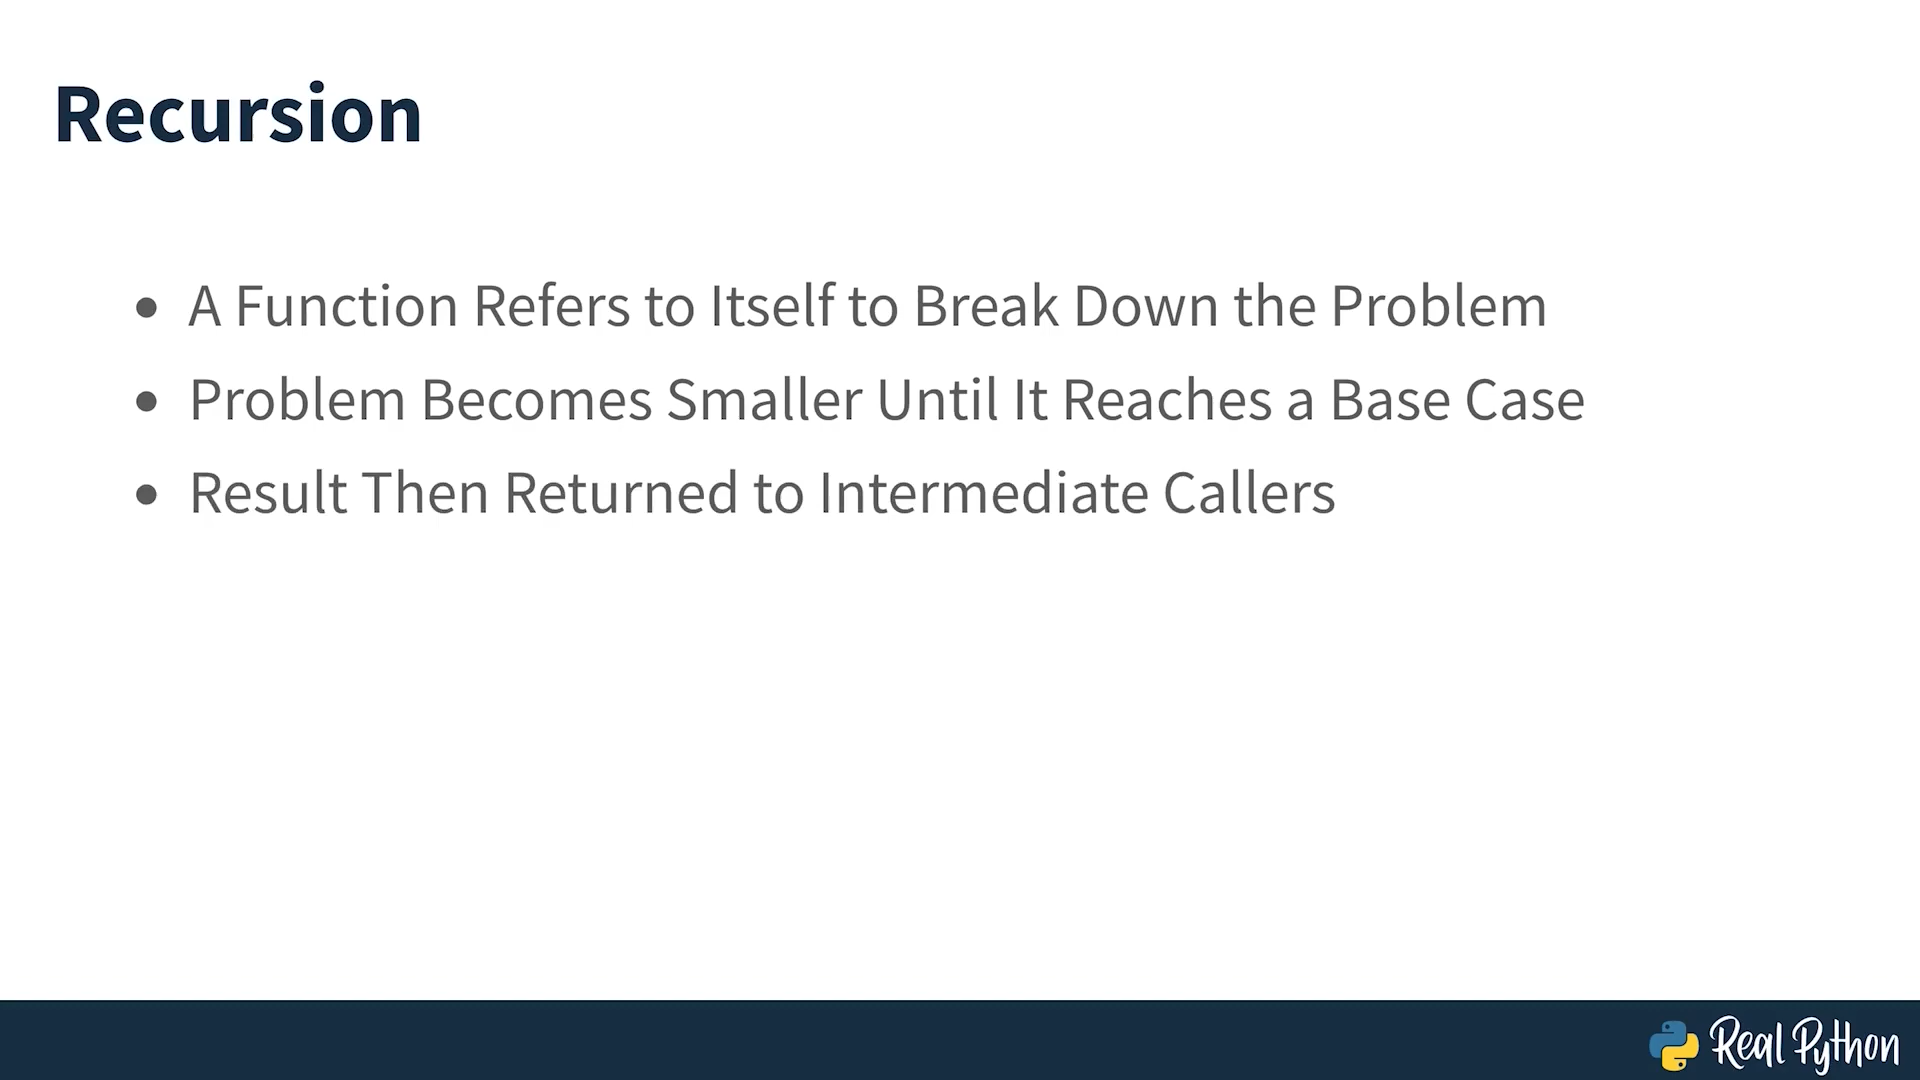 Recursion
• A Function Refers to Itself to Break Down the Problem
• Problem Becomes Smaller Until It Reaches a Base Case
• Result Then Returned to Intermediate Callers
Real Python